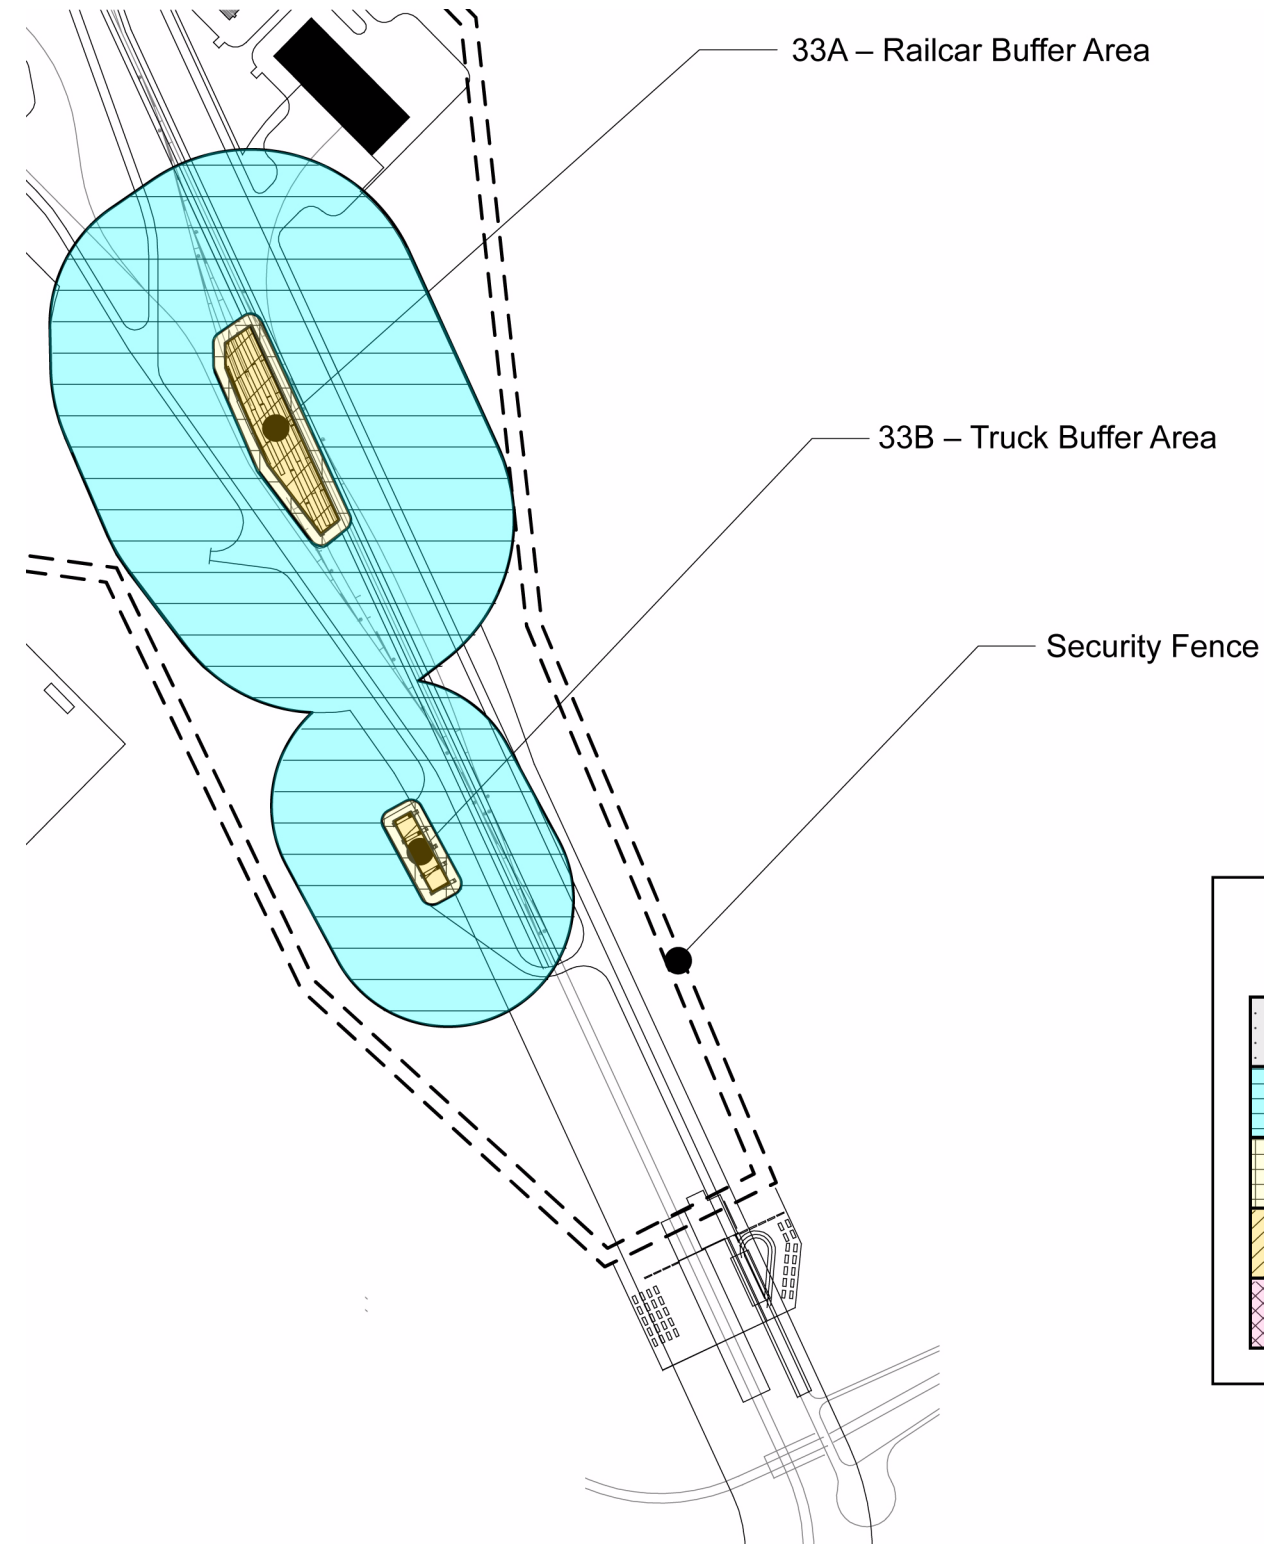 33A – Railcar Buffer Area
33B – Truck Buffer Area
Security Fence